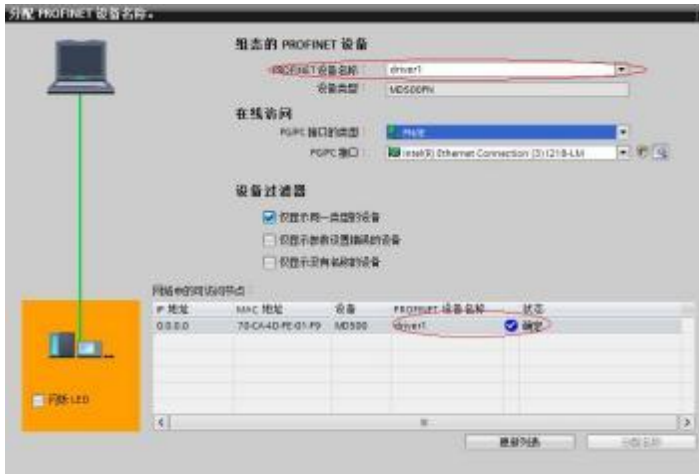 分配 PROFINET 设备名称。
组态的 PROFINET 设备
PROFINET 设备名称： driver1
设备类型： MD500PN
在线访问
PG/PC 接口的类型： PN/IE
PG/PC 接口： Intel(R) Ethernet Connection (3) I218-LM
设备过滤器
仅显示同一类型的设备
仅显示参数设置错误的设备
仅显示没有名称的设备
网络中的可访问节点：
IP 地址 MAC 地址 设备 PROFINET 设备名称 状态
0.0.0.0 70-CA-4D-FE-01-F9 MD500 driver1 确定
闪烁 LED
更新列表 分配名称